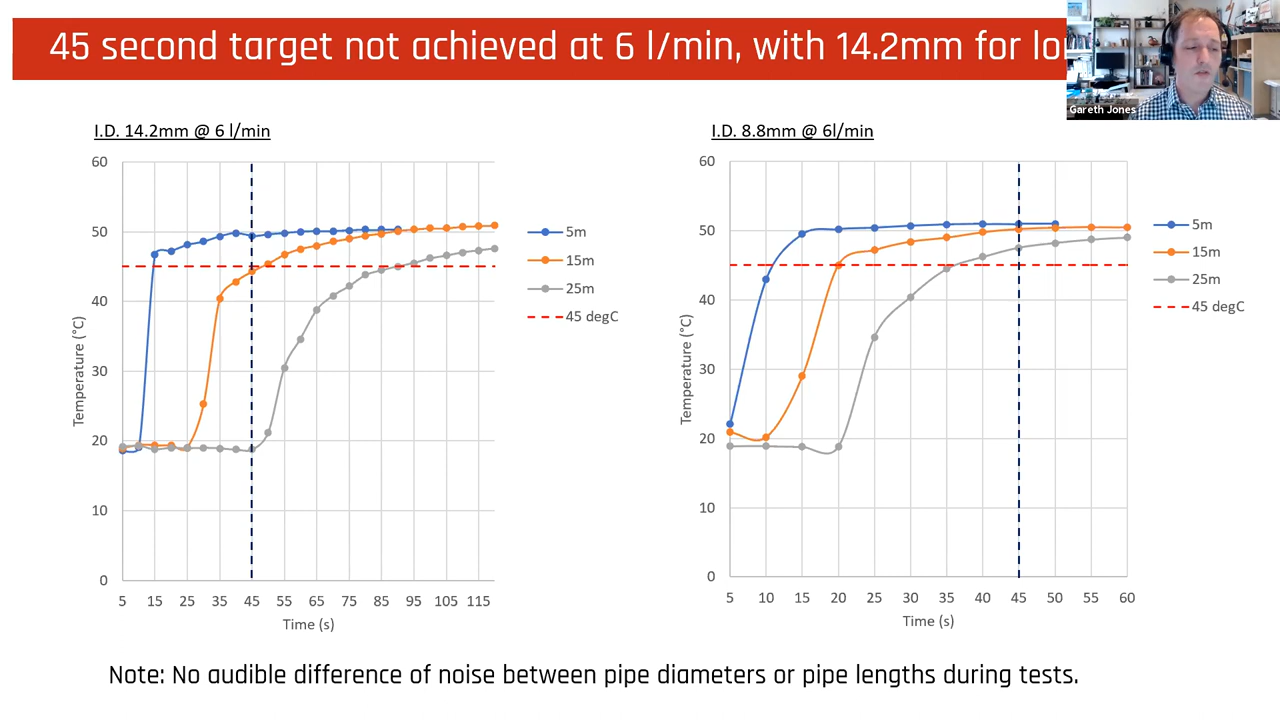 45 second target not achieved at 6 l/min, with 14.2mm for
Gareth Jones
I.D. 14.2mm @ 6 l/min
60
50
40
30
20
10
0
Temperature (°C)
5 15 25 35 45 55 65 75 85 95 105 115
Time (s)
5m
15m
25m
45 degC
I.D. 8.8mm @ 6l/min
60
50
40
30
20
10
0
Temperature (°C)
5 10 15 20 25 30 35 40 45 50 55 60
Time (s)
5m
15m
25m
45 degC
Note: No audible difference of noise between pipe diameters or pipe lengths during tests.